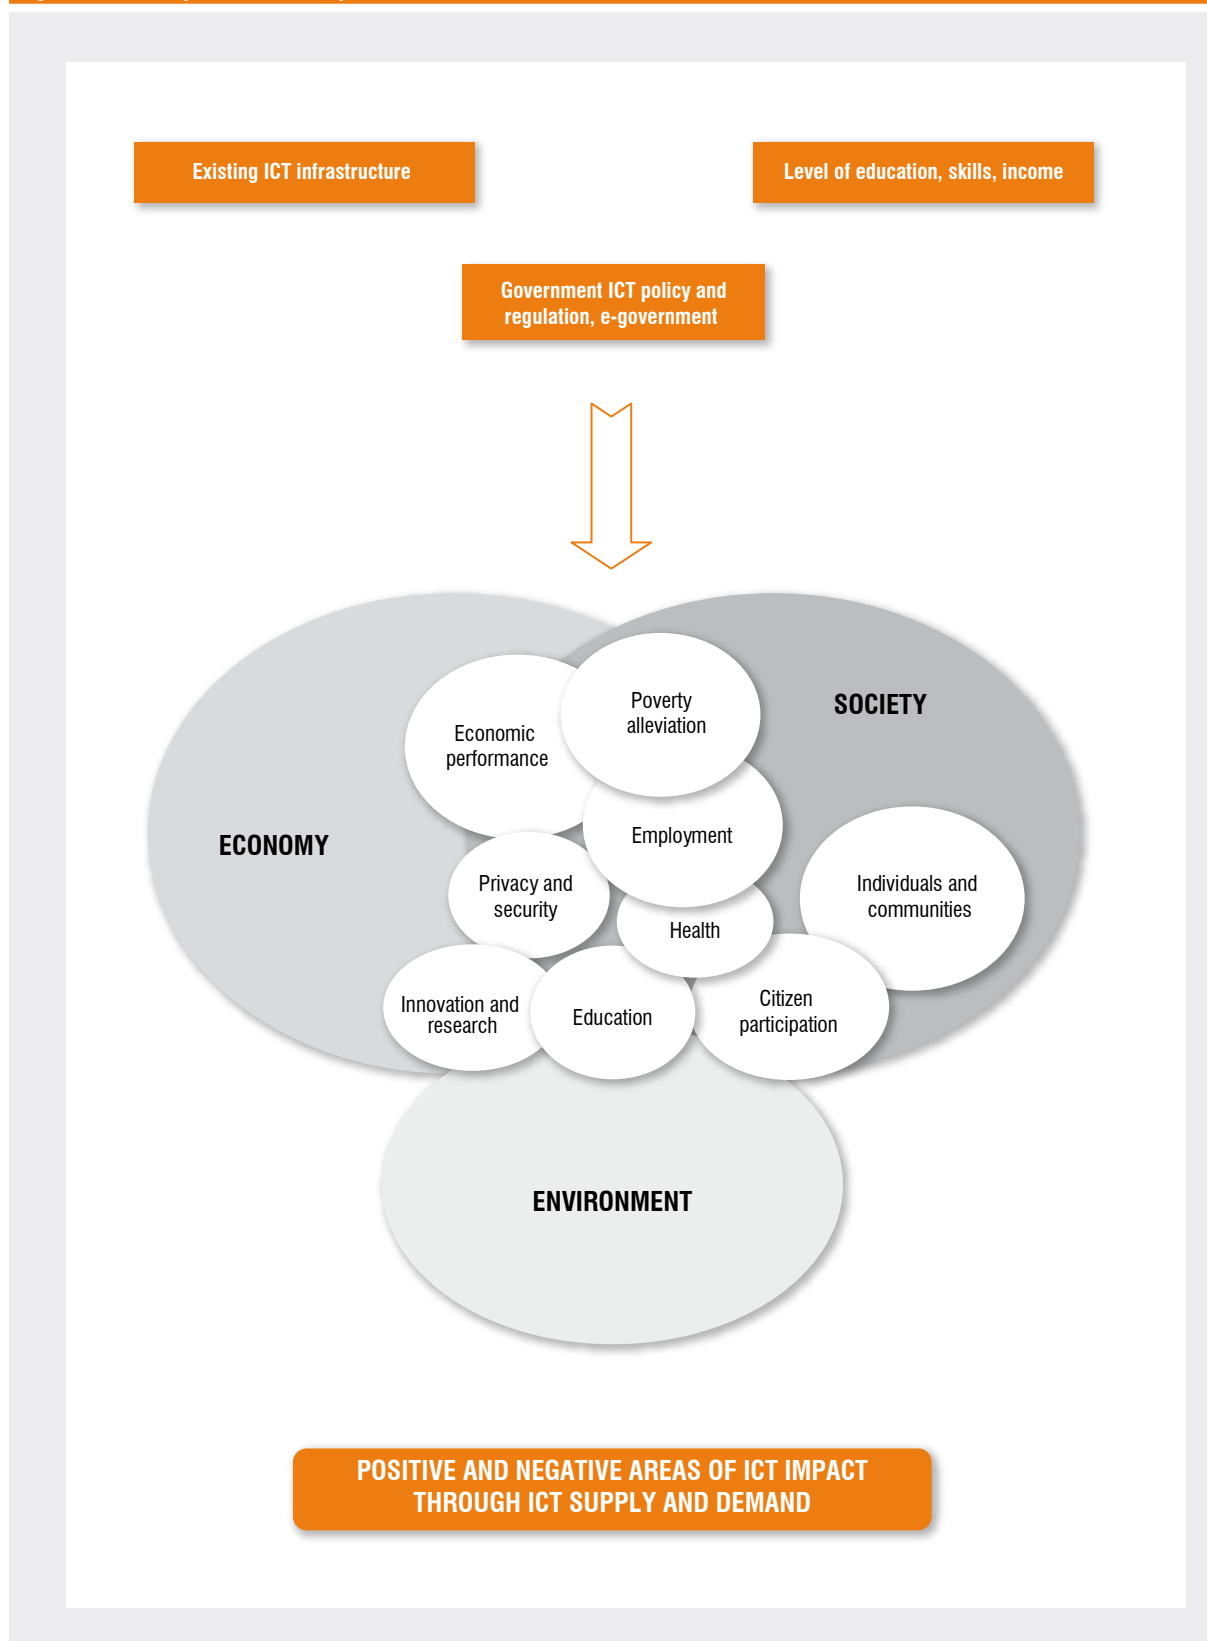 Existing ICT infrastructure
Level of education, skills, income
Government ICT policy and
regulation, e-government
Poverty
alleviation
SOCIETY
Economic
performance
Employment
ECONOMY
Privacy and
security
Individuals and
communities
Health
Innovation and
research
Education
Citizen
participation
ENVIRONMENT
POSITIVE AND NEGATIVE AREAS OF ICT IMPACT
THROUGH ICT SUPPLY AND DEMAND